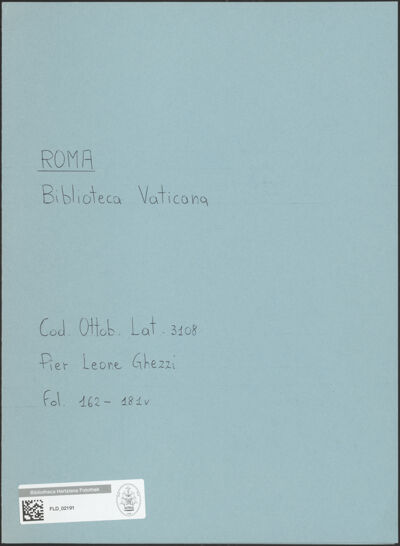 ROMA
Biblioteca Vaticana
Cod. Ottob. Lat. 3108
Pier Leone Ghezzi
Fol. 162 - 181v
Bibliotheca Hertziana Fotothek
FLD_02191